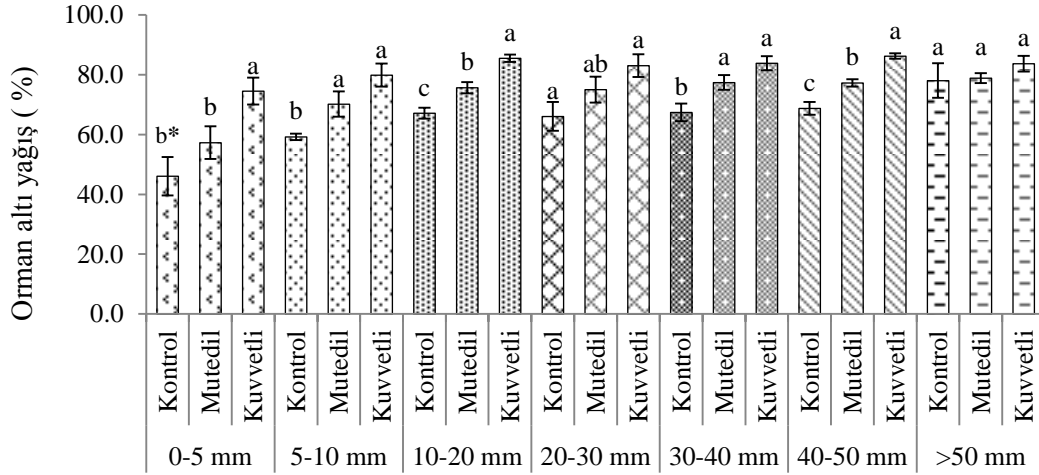 Orman altı yağış ( %)
100.0
80.0
60.0
40.0
20.0
0.0
b* b a b a a c b a a ab a b a a c b a a a a
Kontrol Mutedil Kuvvetli Kontrol Mutedil Kuvvetli Kontrol Mutedil Kuvvetli Kontrol Mutedil Kuvvetli Kontrol Mutedil Kuvvetli Kontrol Mutedil Kuvvetli Kontrol Mutedil Kuvvetli
0-5 mm 5-10 mm 10-20 mm 20-30 mm 30-40 mm 40-50 mm >50 mm